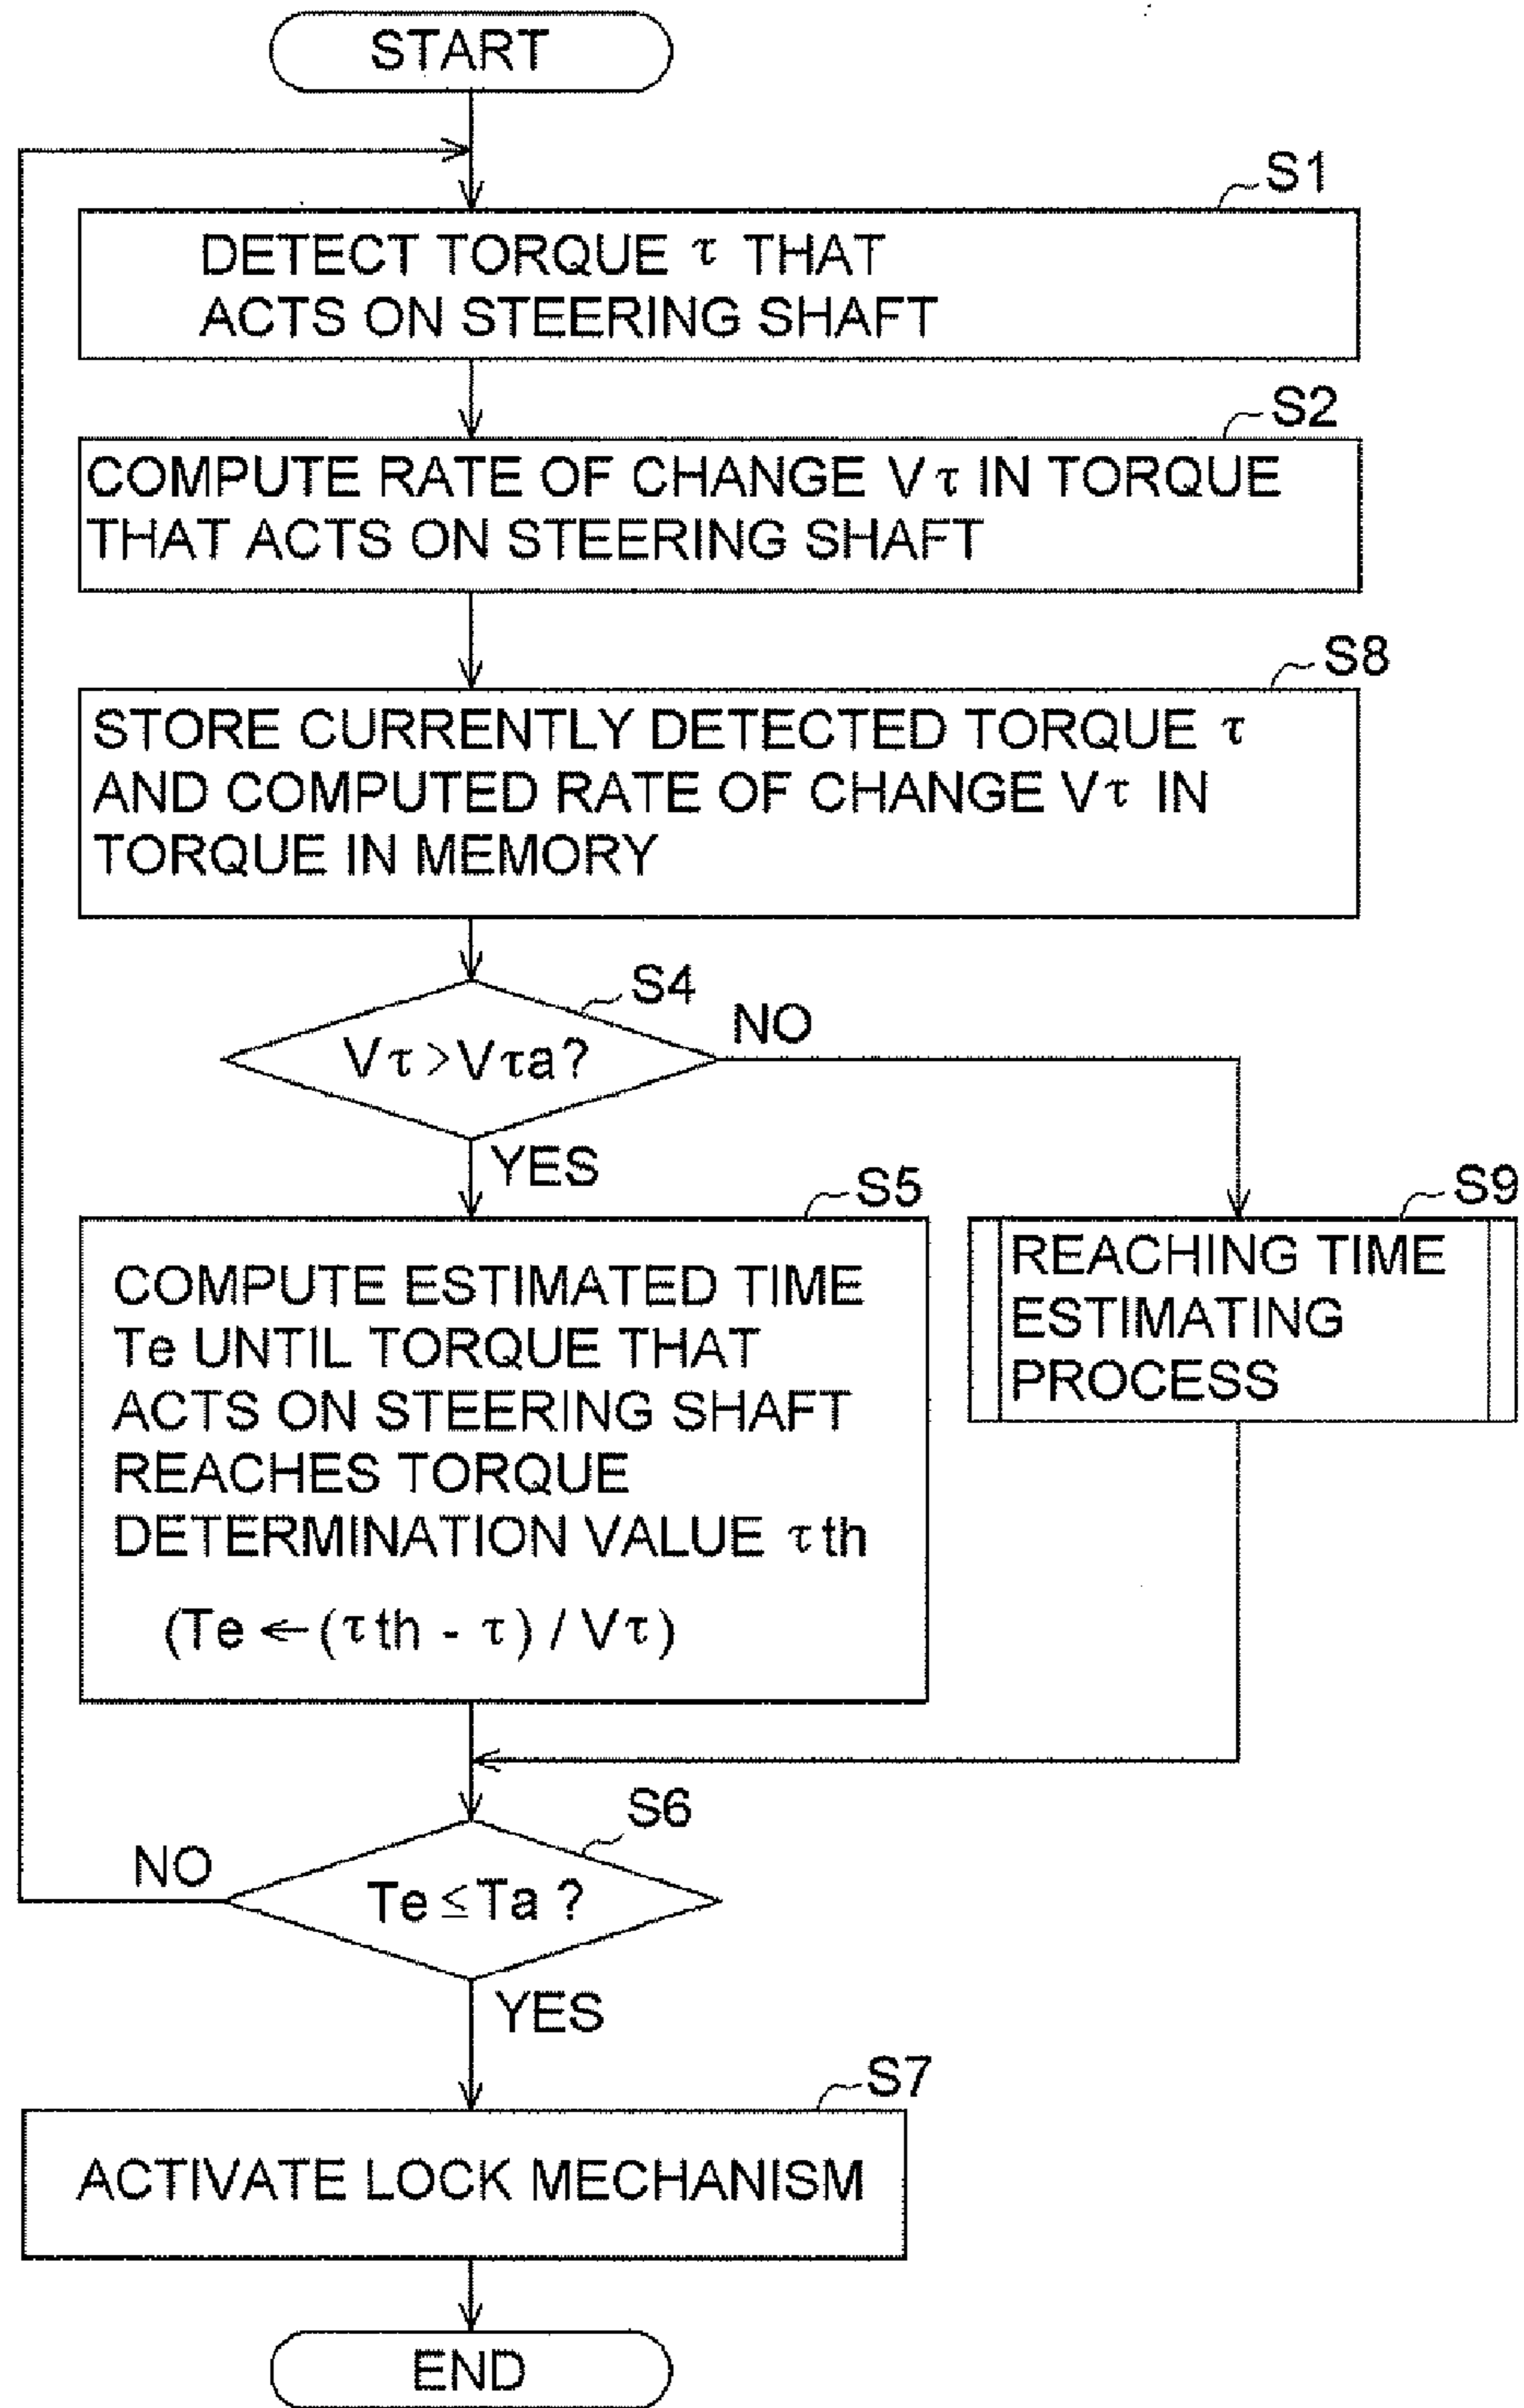 START
S1
DETECT TORQUE τ THAT
ACTS ON STEERING SHAFT
S2
COMPUTE RATE OF CHANGE Vτ IN TORQUE
THAT ACTS ON STEERING SHAFT
S8
STORE CURRENTLY DETECTED TORQUE τ
AND COMPUTED RATE OF CHANGE Vτ IN
TORQUE IN MEMORY
S4
Vτ>Vτa?
NO
YES
S5
COMPUTE ESTIMATED TIME
Te UNTIL TORQUE THAT
ACTS ON STEERING SHAFT
REACHES TORQUE
DETERMINATION VALUE τth
(Te ← (τth - τ) / Vτ)
S9
REACHING TIME
ESTIMATING
PROCESS
S6
NO
Te ≤ Ta ?
YES
S7
ACTIVATE LOCK MECHANISM
END